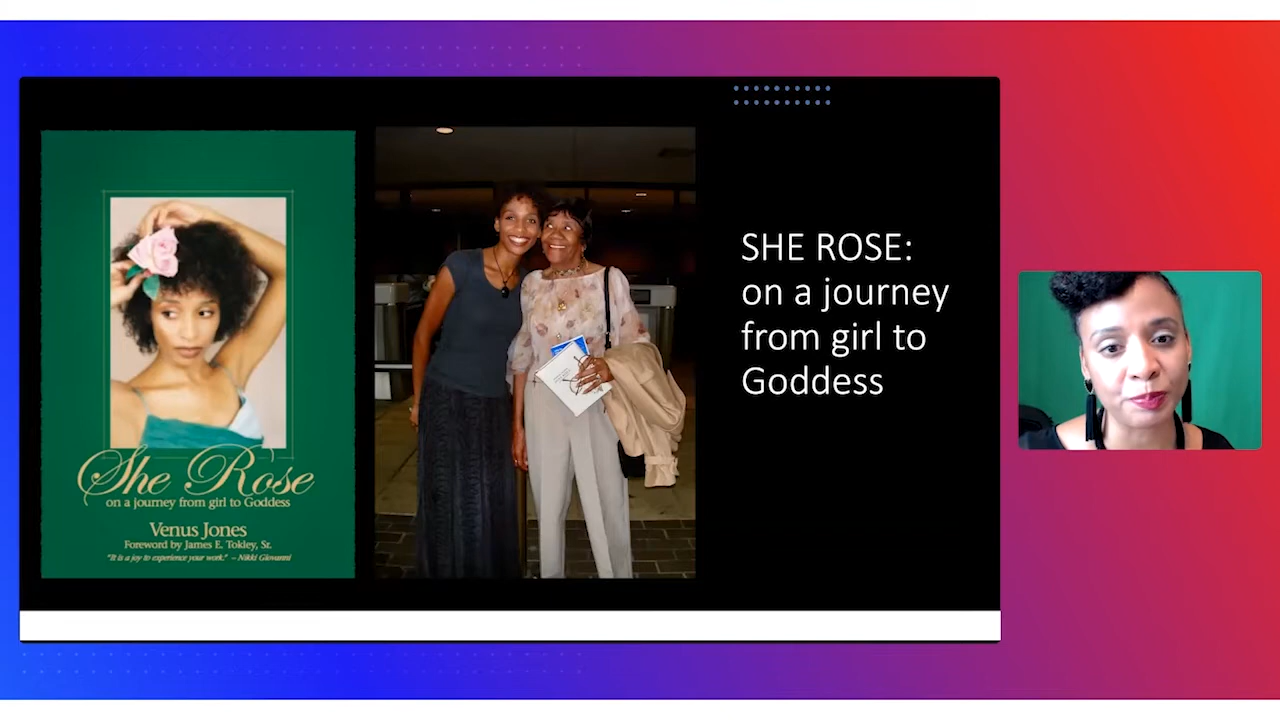 She Rose
on a journey from girl to Goddess
Venus Jones
Foreword by James E. Tokley, Sr.
"It is a joy to experience your work." – Nikki Giovanni
SHE ROSE:
on a journey
from girl to
Goddess